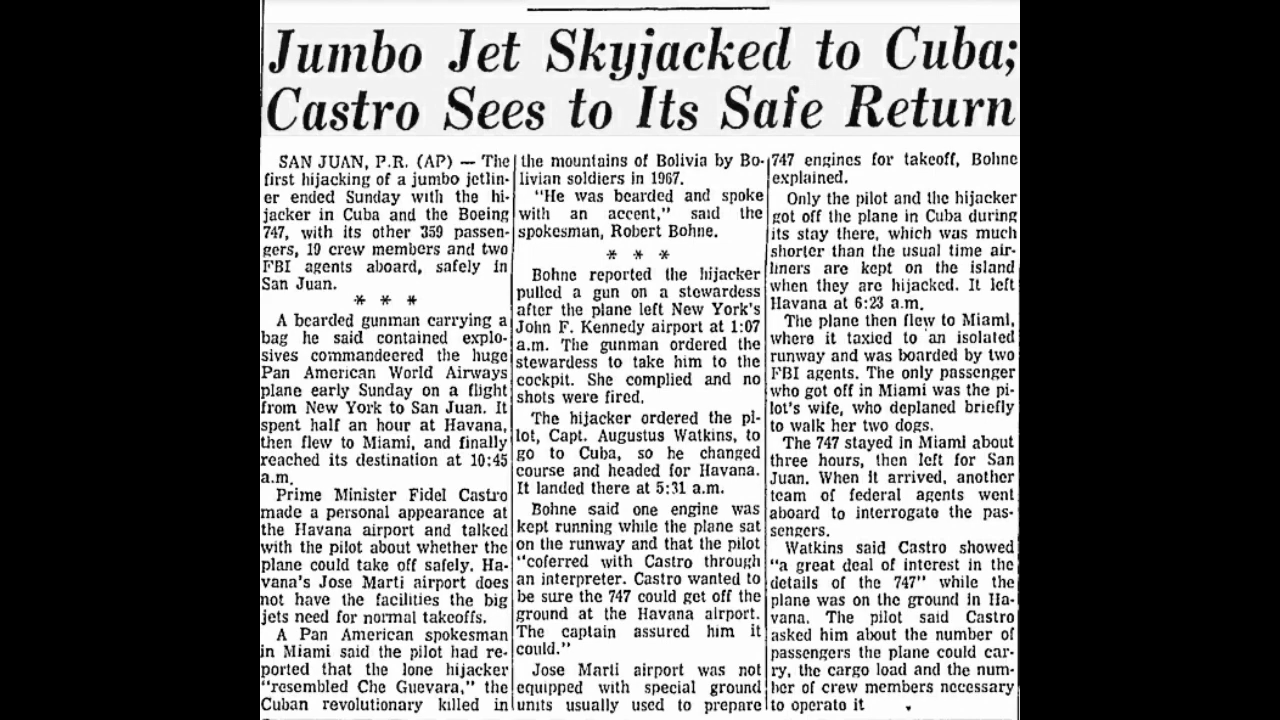 Jumbo Jet Skyjacked to Cuba;
Castro Sees to Its Safe Return
SAN JUAN, P.R. (AP) — The
first hijacking of a jumbo jetlin-
er ended Sunday with the hi-
jacker in Cuba and the Boeing
747, with its other 359 passen-
gers, 19 crew members and two
FBI agents aboard, safely in
San Juan.
* * *
A bearded gunman carrying a
bag he said contained explo-
sives commandeered the huge
Pan American World Airways
plane early Sunday on a flight
from New York to San Juan. It
spent half an hour at Havana,
then flew to Miami, and finally
reached its destination at 10:45
a.m.
Prime Minister Fidel Castro
made a personal appearance at
the Havana airport and talked
with the pilot about whether the
plane could take off safely. Ha-
vana's Jose Marti airport does
not have the facilities the big
jets need for normal takeoffs.
A Pan American spokesman
in Miami said the pilot had re-
ported that the lone hijacker
"resembled Che Guevara," the
Cuban revolutionary killed in
the mountains of Bolivia by Bo-
livian soldiers in 1967.
"He was bearded and spoke
with an accent," said the
spokesman, Robert Bohne.
* * *
Bohne reported the hijacker
pulled a gun on a stewardess
after the plane left New York's
John F. Kennedy airport at 1:07
a.m. The gunman ordered the
stewardess to take him to the
cockpit. She complied and no
shots were fired.
The hijacker ordered the pi-
lot, Capt. Augustus Watkins, to
go to Cuba, so he changed
course and headed for Havana.
It landed there at 5:31 a.m.
Bohne said one engine was
kept running while the plane sat
on the runway and that the pilot
"coferred with Castro through
an interpreter. Castro wanted to
be sure the 747 could get off the
ground at the Havana airport.
The captain assured him it
could."
Jose Marti airport was not
equipped with special ground
units usually used to prepare
747 engines for takeoff, Bohne
explained.
Only the pilot and the hijacker
got off the plane in Cuba during
its stay there, which was much
shorter than the usual time air-
liners are kept on the island
when they are hijacked. It left
Havana at 6:23 a.m.
The plane then flew to Miami,
where it taxied to an isolated
runway and was boarded by two
FBI agents. The only passenger
who got off in Miami was the pi-
lot's wife, who deplaned briefly
to walk her two dogs.
The 747 stayed in Miami about
three hours, then left for San
Juan. When it arrived, another
team of federal agents went
aboard to interrogate the pas-
sengers.
Watkins said Castro showed
"a great deal of interest in the
details of the 747" while the
plane was on the ground in Ha-
vana. The pilot said Castro
asked him about the number of
passengers the plane could car-
ry, the cargo load and the num-
ber of crew members necessary
to operate it